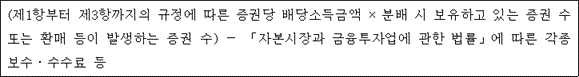 (제1항부터 제3항까지의 규정에 따른 증권당 배당소득금액 × 분배 시 보유하고 있는 증권 수
또는 환매 등이 발생하는 증권 수) - 「자본시장과 금융투자업에 관한 법률」에 따른 각종
보수·수수료 등